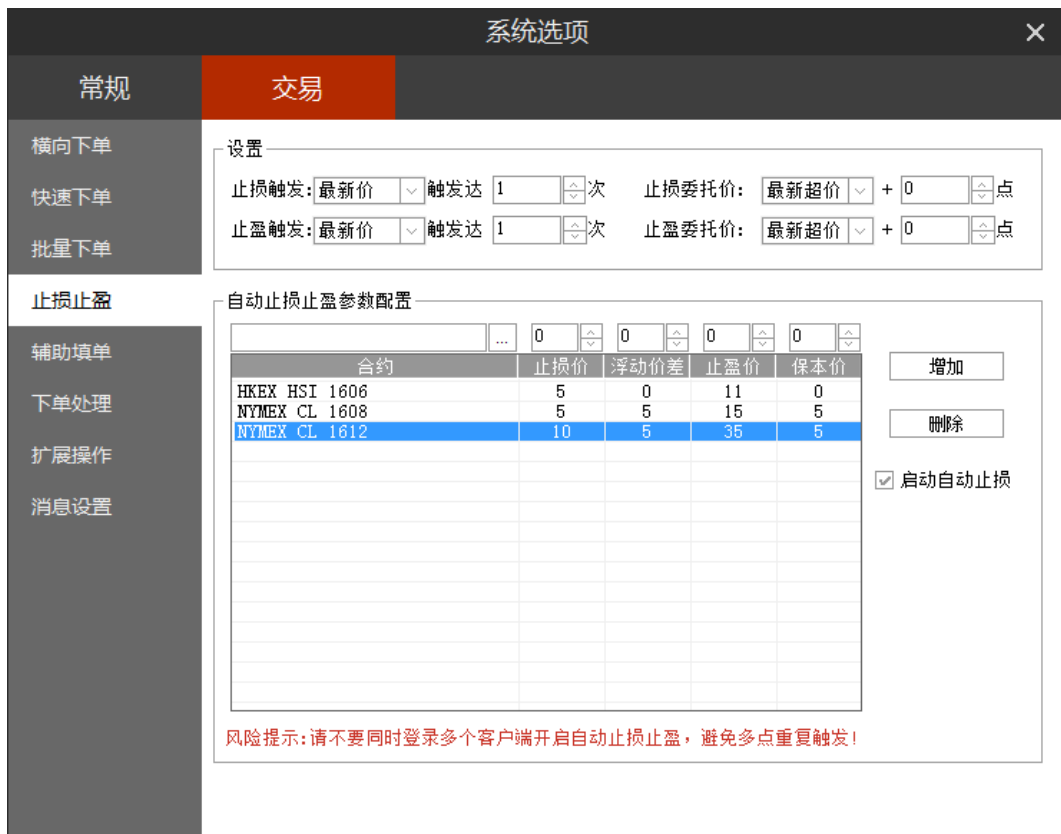 系统选项
常规 交易
横向下单
快速下单
批量下单
止损止盈
辅助填单
下单处理
扩展操作
消息设置
设置
止损触发: 最新价 触发达 1 次 止损委托价: 最新超价 + 0 点
止盈触发: 最新价 触发达 1 次 止盈委托价: 最新超价 + 0 点
自动止损止盈参数配置
... 0 0 0 0
合约 止损价 浮动价差 止盈价 保本价
HKEX HSI 1606 5 0 11 0
NYMEX CL 1608 5 5 15 5
NYMEX CL 1612 10 5 35 5
增加
删除
启动自动止损
风险提示:请不要同时登录多个客户端开启自动止损止盈，避免多点重复触发!